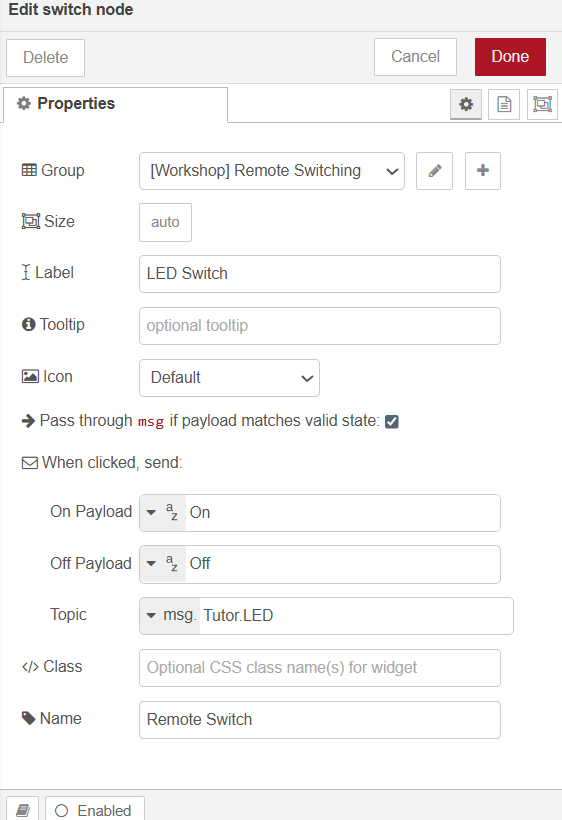 Edit switch node
Delete Cancel Done
Properties
Group [Workshop] Remote Switching
Size auto
Label LED Switch
Tooltip optional tooltip
Icon Default
Pass through msg if payload matches valid state:
When clicked, send:
On Payload az On
Off Payload az Off
Topic msg. Tutor.LED
</> Class Optional CSS class name(s) for widget
Name Remote Switch
Enabled